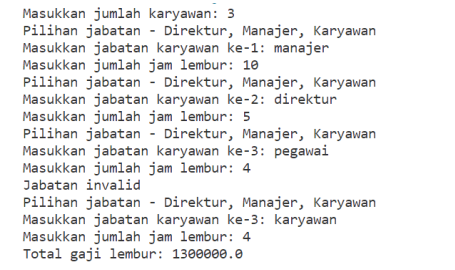 Masukkan jumlah karyawan: 3
Pilihan jabatan - Direktur, Manajer, Karyawan
Masukkan jabatan karyawan ke-1: manajer
Masukkan jumlah jam lembur: 10
Pilihan jabatan - Direktur, Manajer, Karyawan
Masukkan jabatan karyawan ke-2: direktur
Masukkan jumlah jam lembur: 5
Pilihan jabatan - Direktur, Manajer, Karyawan
Masukkan jabatan karyawan ke-3: pegawai
Masukkan jumlah jam lembur: 4
Jabatan invalid
Pilihan jabatan - Direktur, Manajer, Karyawan
Masukkan jabatan karyawan ke-3: karyawan
Masukkan jumlah jam lembur: 4
Total gaji lembur: 1300000.0